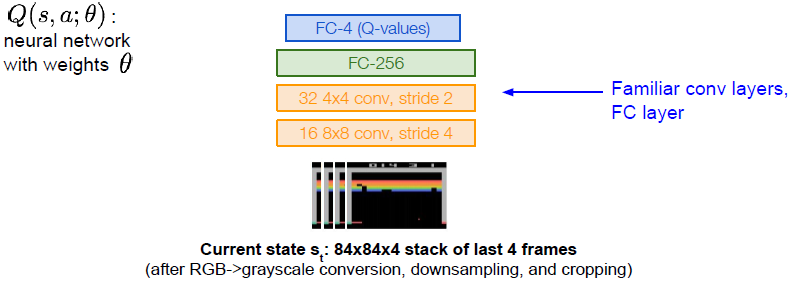 Q(s, a; θ) :
neural network
with weights θ
FC-4 (Q-values)
FC-256
32 4x4 conv, stride 2
16 8x8 conv, stride 4
Familiar conv layers,
FC layer
Current state s_t: 84x84x4 stack of last 4 frames
(after RGB->grayscale conversion, downsampling, and cropping)